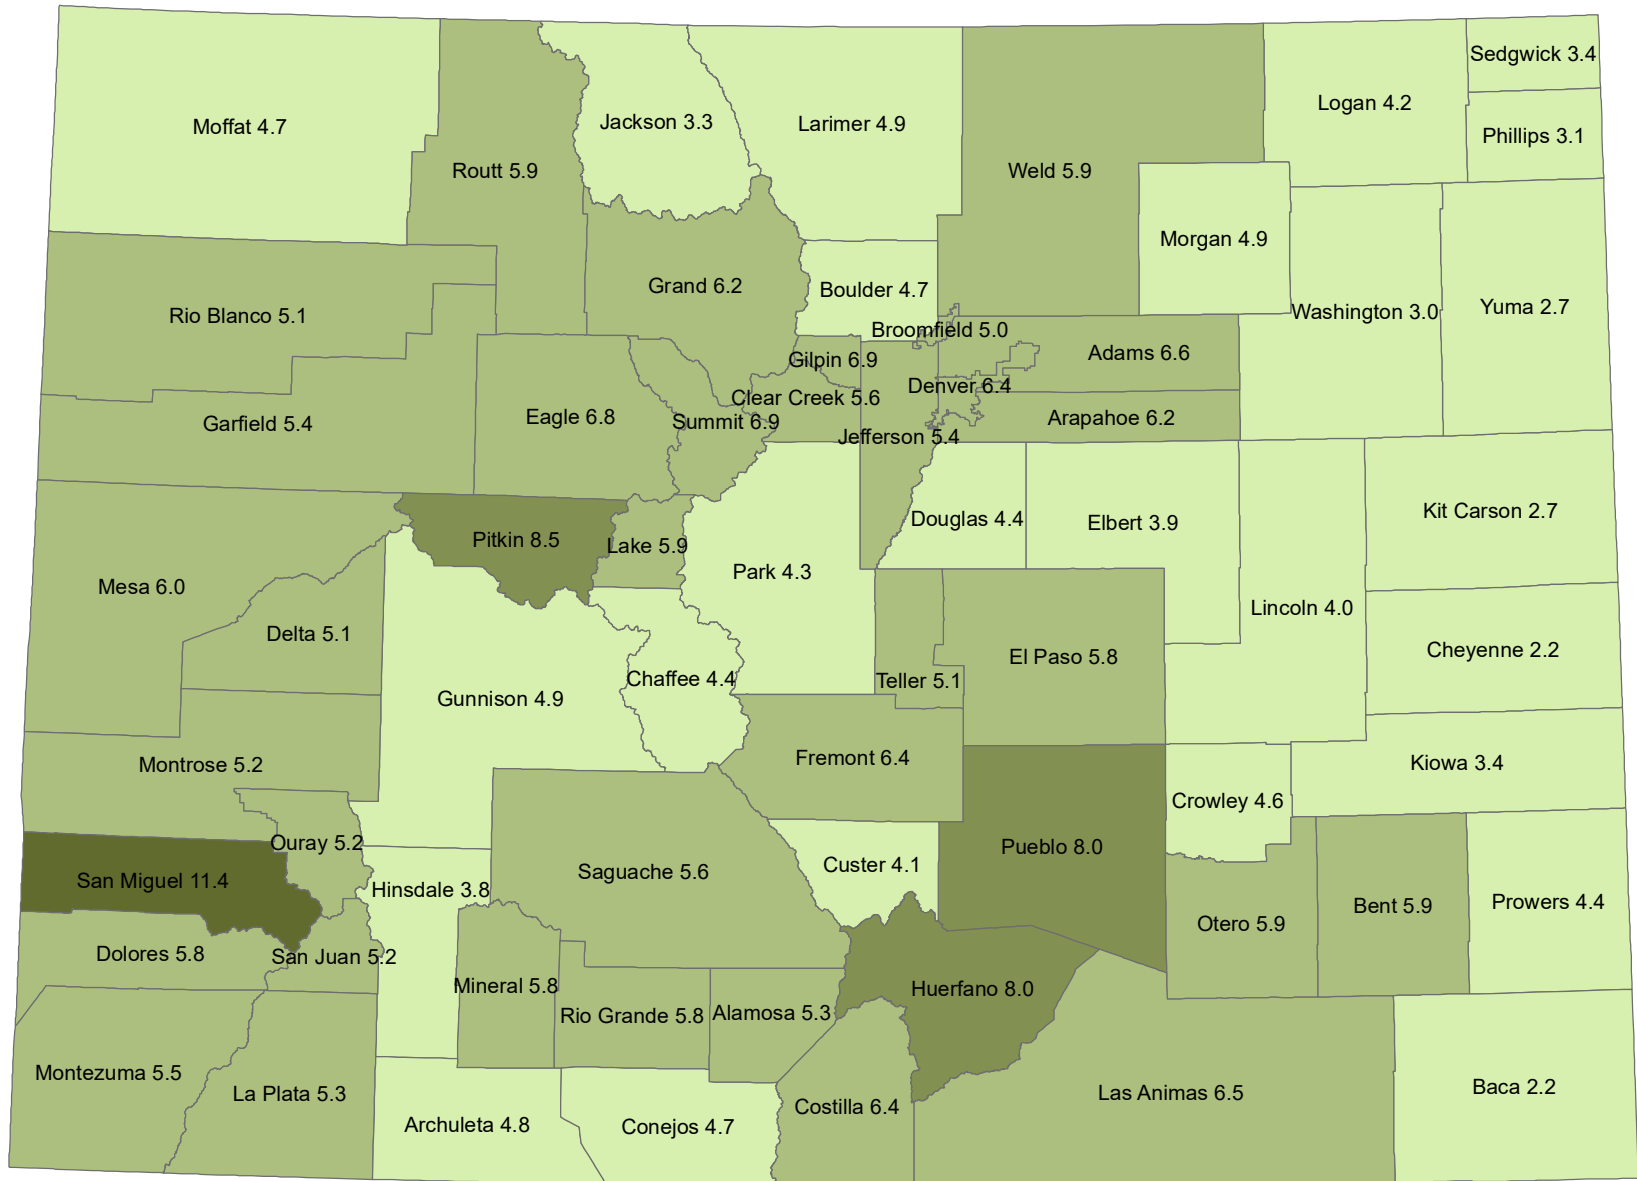 Sedgwick 3.4
Logan 4.2
Jackson 3.3
Larimer 4.9
Moffat 4.7
Phillips 3.1
Routt 5.9
Weld 5.9
Morgan 4.9
Grand 6.2
Boulder 4.7
Yuma 2.7
Washington 3.0
Rio Blanco 5.1
Broomfield 5.0
Adams 6.6
Gilpin 6.9
Denver 6.4
Clear Creek 5.6
Eagle 6.8
Arapahoe 6.2
Summit 6.9
Garfield 5.4
Jefferson 5.4
Kit Carson 2.7
Douglas 4.4
Elbert 3.9
Pitkin 8.5
Lake 5.9
Park 4.3
Mesa 6.0
Lincoln 4.0
Delta 5.1
Cheyenne 2.2
El Paso 5.8
Chaffee 4.4
Teller 5.1
Gunnison 4.9
Fremont 6.4
Kiowa 3.4
Montrose 5.2
Crowley 4.6
Ouray 5.2
Pueblo 8.0
Custer 4.1
Saguache 5.6
San Miguel 11.4
Hinsdale 3.8
Prowers 4.4
Bent 5.9
Otero 5.9
Dolores 5.8
San Juan 5.2
Mineral 5.8
Huerfano 8.0
Alamosa 5.3
Rio Grande 5.8
Montezuma 5.5
Baca 2.2
La Plata 5.3
Las Animas 6.5
Costilla 6.4
Archuleta 4.8
Conejos 4.7